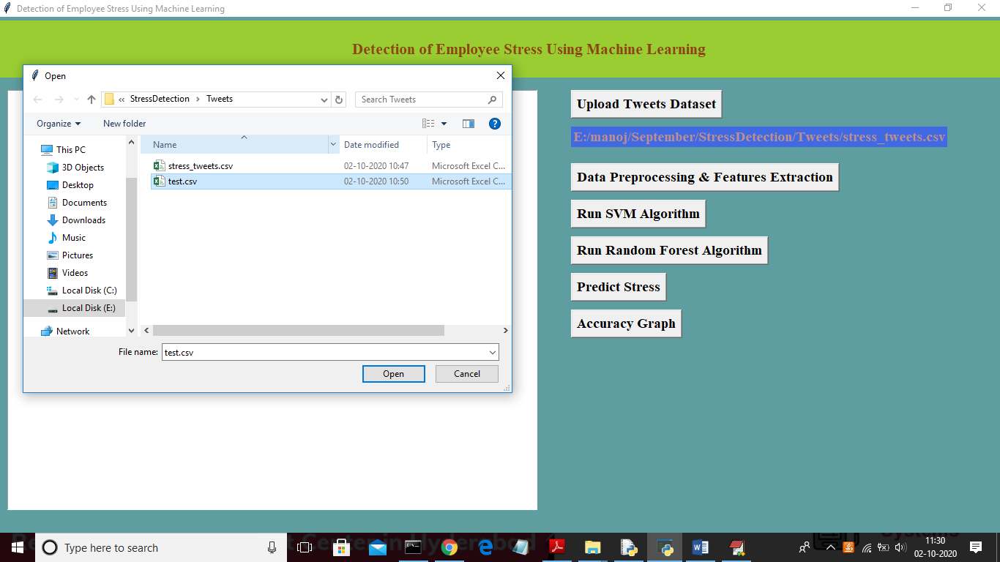 Detection of Employee Stress Using Machine Learning
Detection of Employee Stress Using Machine Learning
Open
« StressDetection > Tweets
Search Tweets
Organize
New folder
This PC
3D Objects
Desktop
Documents
Downloads
Music
Pictures
Videos
Local Disk (C:)
Local Disk (E:)
Network
Name Date modified Type
stress_tweets.csv 02-10-2020 10:47 Microsoft Excel C...
test.csv 02-10-2020 10:50 Microsoft Excel C...
File name: test.csv
Open
Cancel
Upload Tweets Dataset
E:/manoj/September/StressDetection/Tweets/stress_tweets.csv
Data Preprocessing & Features Extraction
Run SVM Algorithm
Run Random Forest Algorithm
Predict Stress
Accuracy Graph
Type here to search
Systems
11:30
02-10-2020